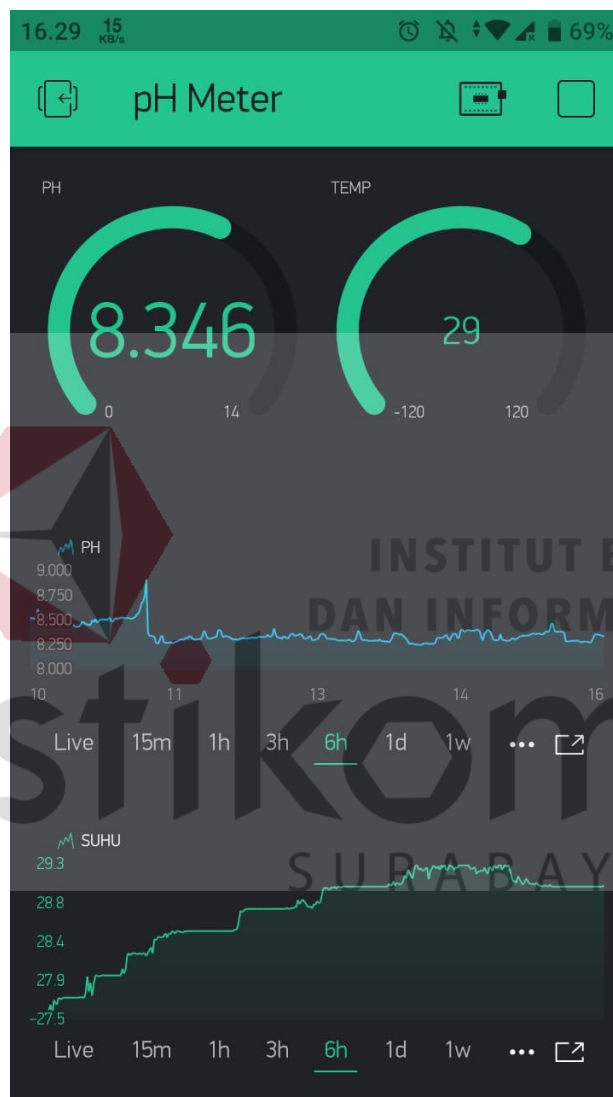 16.29 15 KB/s 69%
pH Meter
PH TEMP
8.346 29
0 14 -120 120
PH
9.000
8.750
8.500
8.250
8.000
10 11 13 14 16
Live 15m 1h 3h 6h 1d 1w •••
SUHU
29.3
28.8
28.4
27.9
-27.5
Live 15m 1h 3h 6h 1d 1w •••
INSTITUT B
DAN INFORM
stikom
SURABAY